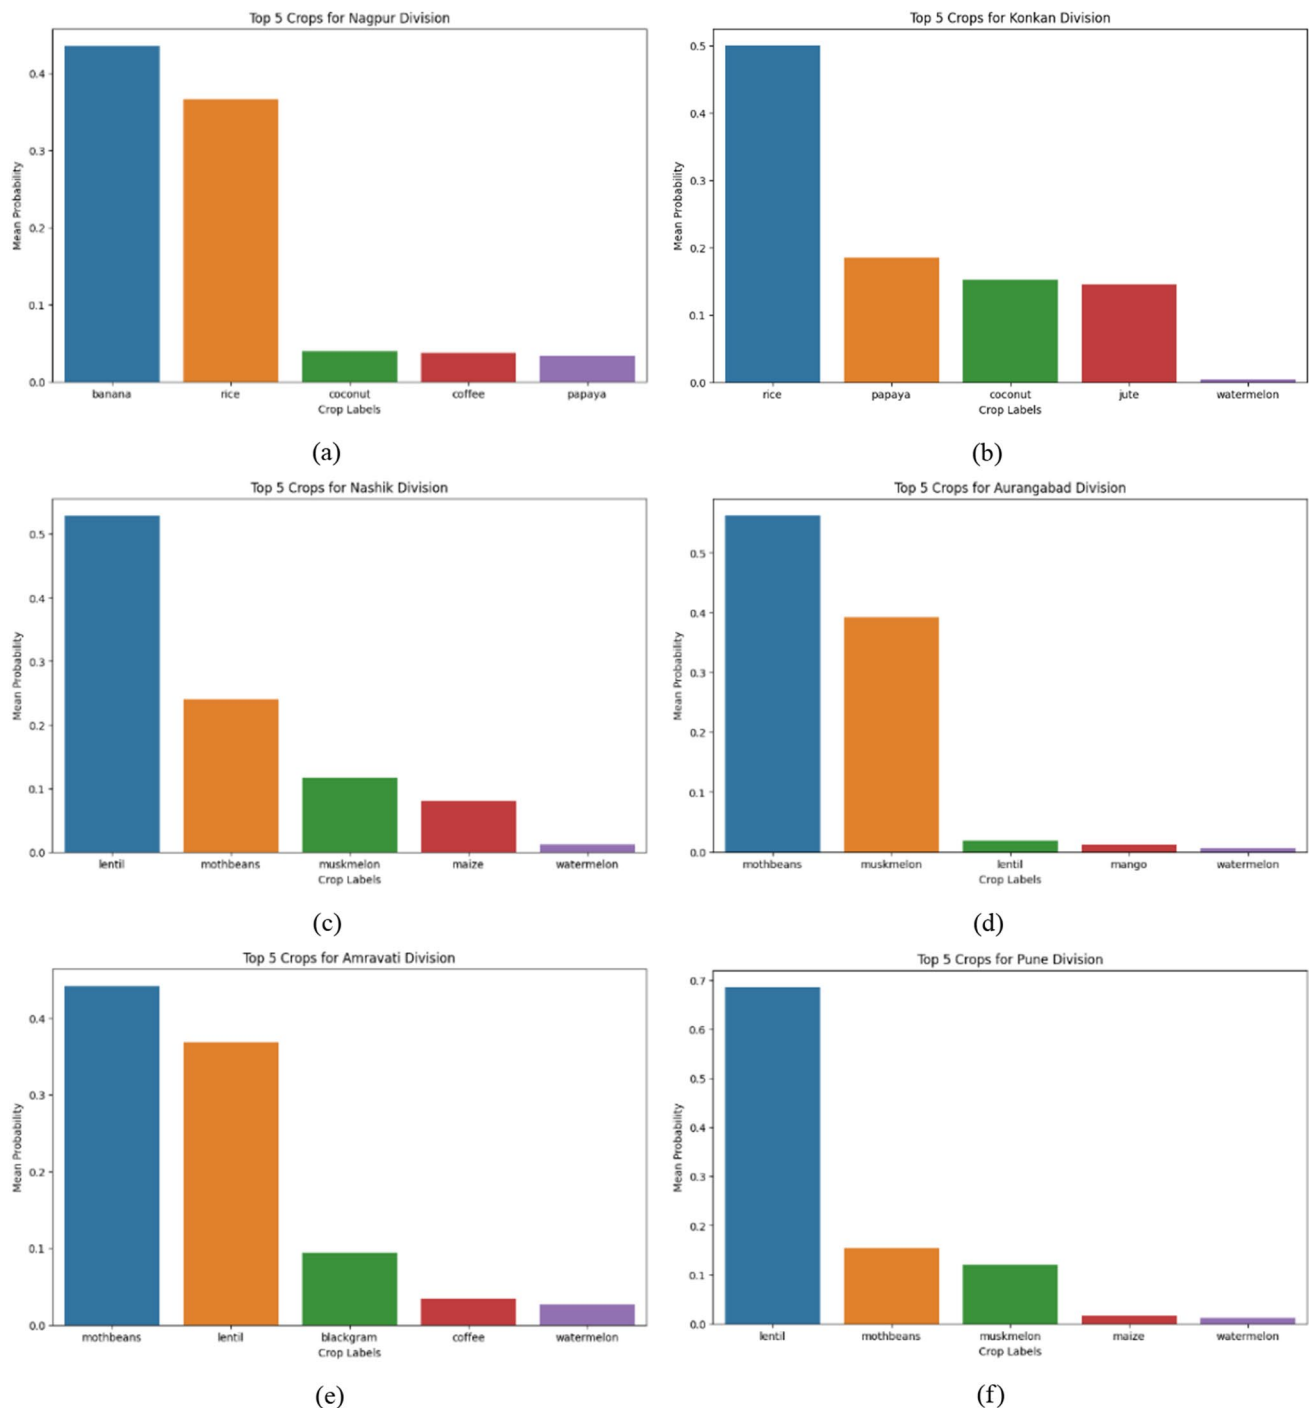 Top 5 Crops for Nagpur Division
Mean Probability
0.4
0.3
0.2
0.1
0.0
banana rice coconut coffee papaya
Crop Labels
(a)
Top 5 Crops for Konkan Division
Mean Probability
0.5
0.4
0.3
0.2
0.1
0.0
rice papaya coconut jute watermelon
Crop Labels
(b)
Top 5 Crops for Nashik Division
Mean Probability
0.5
0.4
0.3
0.2
0.1
0.0
lentil mothbeans muskmelon maize watermelon
Crop Labels
(c)
Top 5 Crops for Aurangabad Division
Mean Probability
0.5
0.4
0.3
0.2
0.1
0.0
mothbeans muskmelon lentil mango watermelon
Crop Labels
(d)
Top 5 Crops for Amravati Division
Mean Probability
0.4
0.3
0.2
0.1
0.0
mothbeans lentil blackgram coffee watermelon
Crop Labels
(e)
Top 5 Crops for Pune Division
Mean Probability
0.7
0.6
0.5
0.4
0.3
0.2
0.1
0.0
lentil mothbeans muskmelon maize watermelon
Crop Labels
(f)